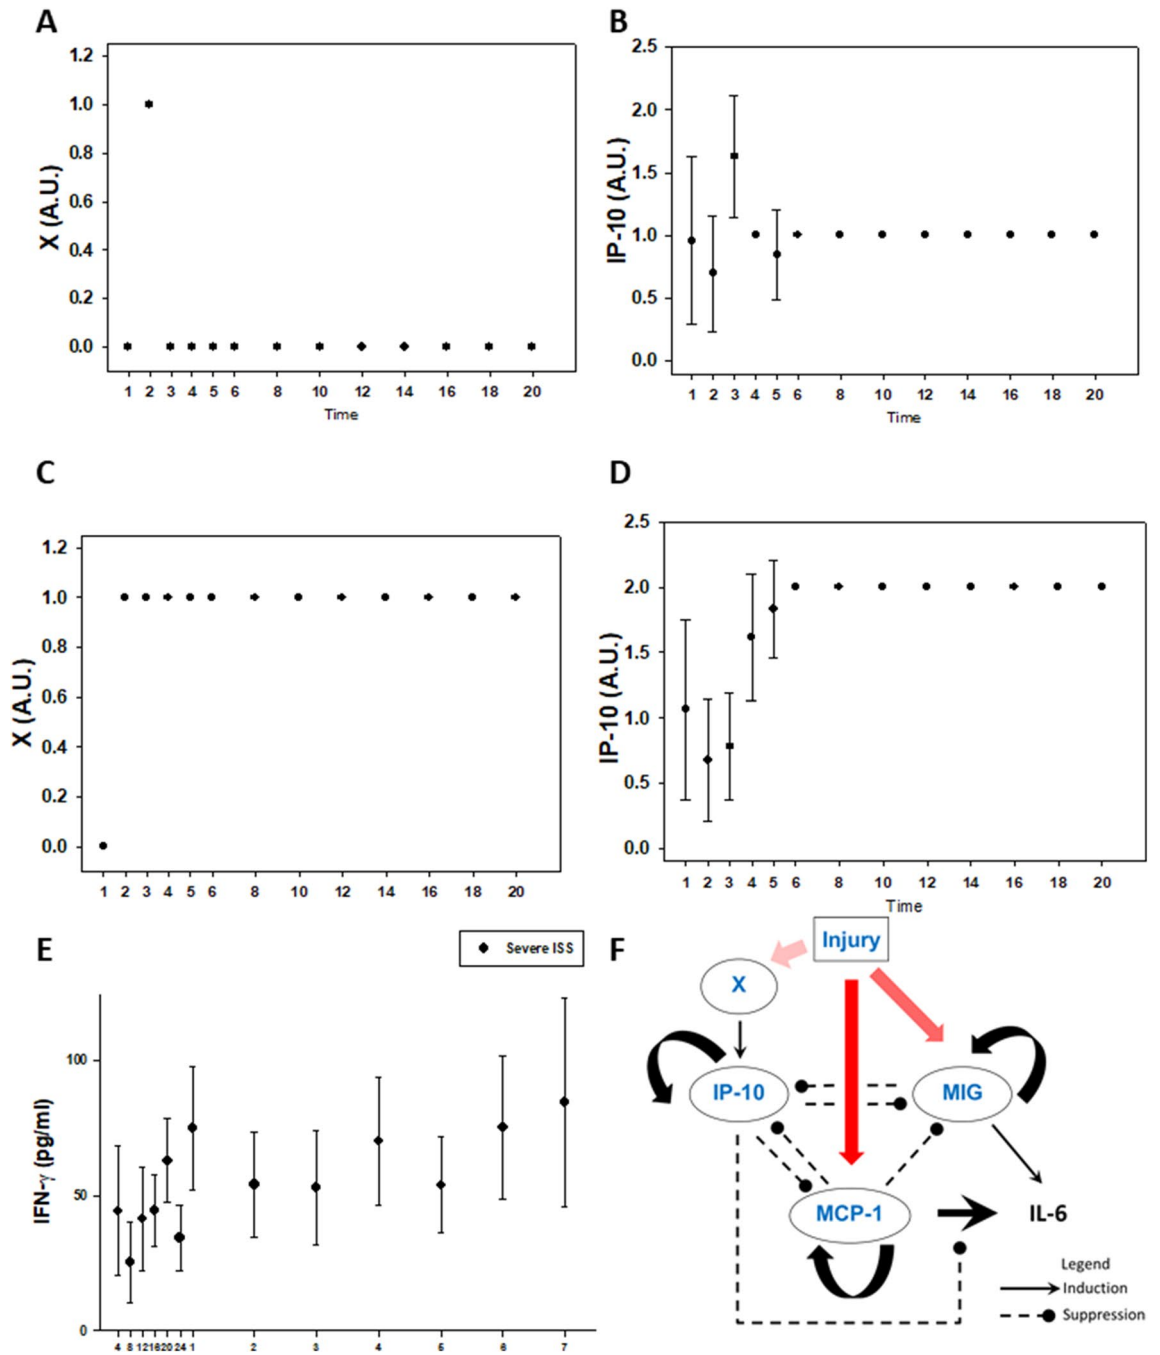 A
X (A.U.)
1.2
1.0
0.8
0.6
0.4
0.2
0.0
1 2 3 4 5 6 8 10 12 14 16 18 20
Time
B
IP-10 (A.U.)
2.5
2.0
1.5
1.0
0.5
0.0
1 2 3 4 5 6 8 10 12 14 16 18 20
Time
C
X (A.U.)
1.2
1.0
0.8
0.6
0.4
0.2
0.0
1 2 3 4 5 6 8 10 12 14 16 18 20
D
IP-10 (A.U.)
2.5
2.0
1.5
1.0
0.5
0.0
1 2 3 4 5 6 8 10 12 14 16 18 20
Time
E
Severe ISS
IFN-γ (pg/ml)
100
50
0
4 8 12 16 20 24 1 2 3 4 5 6 7
F
Injury
X
IP-10
MIG
MCP-1
IL-6
Legend
Induction
Suppression